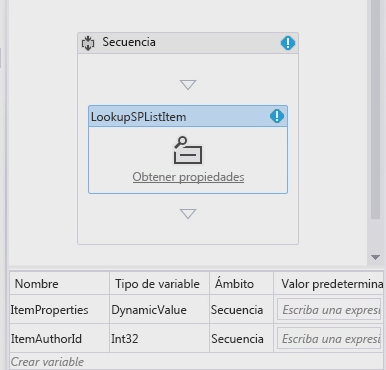 Secuencia
LookupSPListItem
Obtener propiedades
Nombre Tipo de variable Ámbito Valor predetermina
ItemProperties DynamicValue Secuencia Escriba una expresi
ItemAuthorId Int32 Secuencia Escriba una expresi
Crear variable